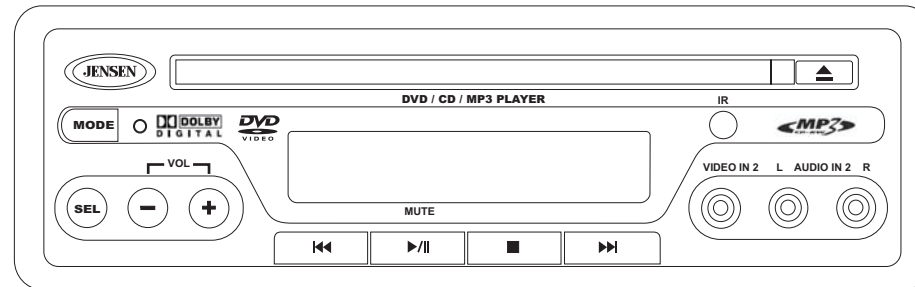 JENSEN
DVD / CD / MP3 PLAYER
IR
MODE
DOLBY
DIGITAL
DVD
VIDEO
MP3
VOL
VIDEO IN 2 L AUDIO IN 2 R
SEL
MUTE